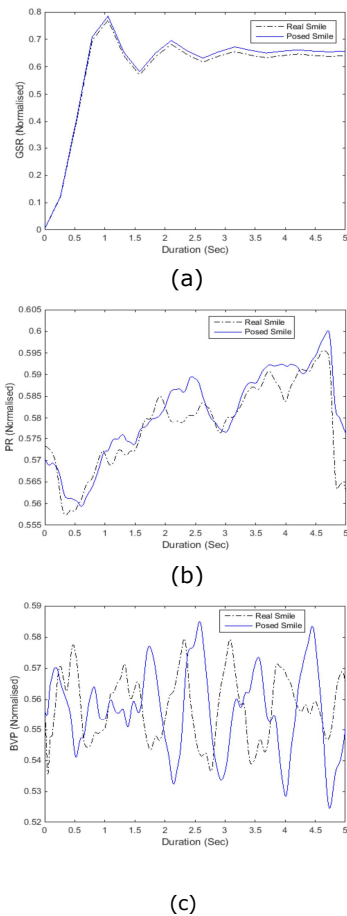 0.8
0.7
0.6
0.5
0.4
0.3
0.2
0.1
0
GSR (Normalised)
Real Smile
Posed Smile
0 0.5 1 1.5 2 2.5 3 3.5 4 4.5 5
Duration (Sec)
(a)
0.605
0.6
0.595
0.59
0.585
0.58
0.575
0.57
0.565
0.56
0.555
PR (Normalised)
Real Smile
Posed Smile
0 0.5 1 1.5 2 2.5 3 3.5 4 4.5 5
Duration (Sec)
(b)
0.59
0.58
0.57
0.56
0.55
0.54
0.53
0.52
BVP (Normalised)
Real Smile
Posed Smile
0 0.5 1 1.5 2 2.5 3 3.5 4 4.5 5
Duration (Sec)
(c)